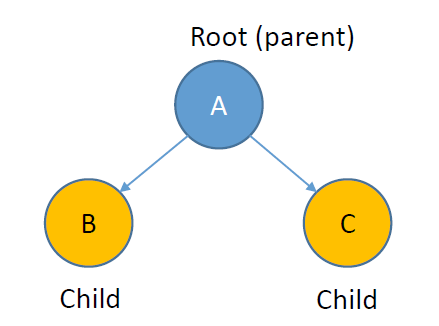 Root (parent)
A
B
C
Child
Child